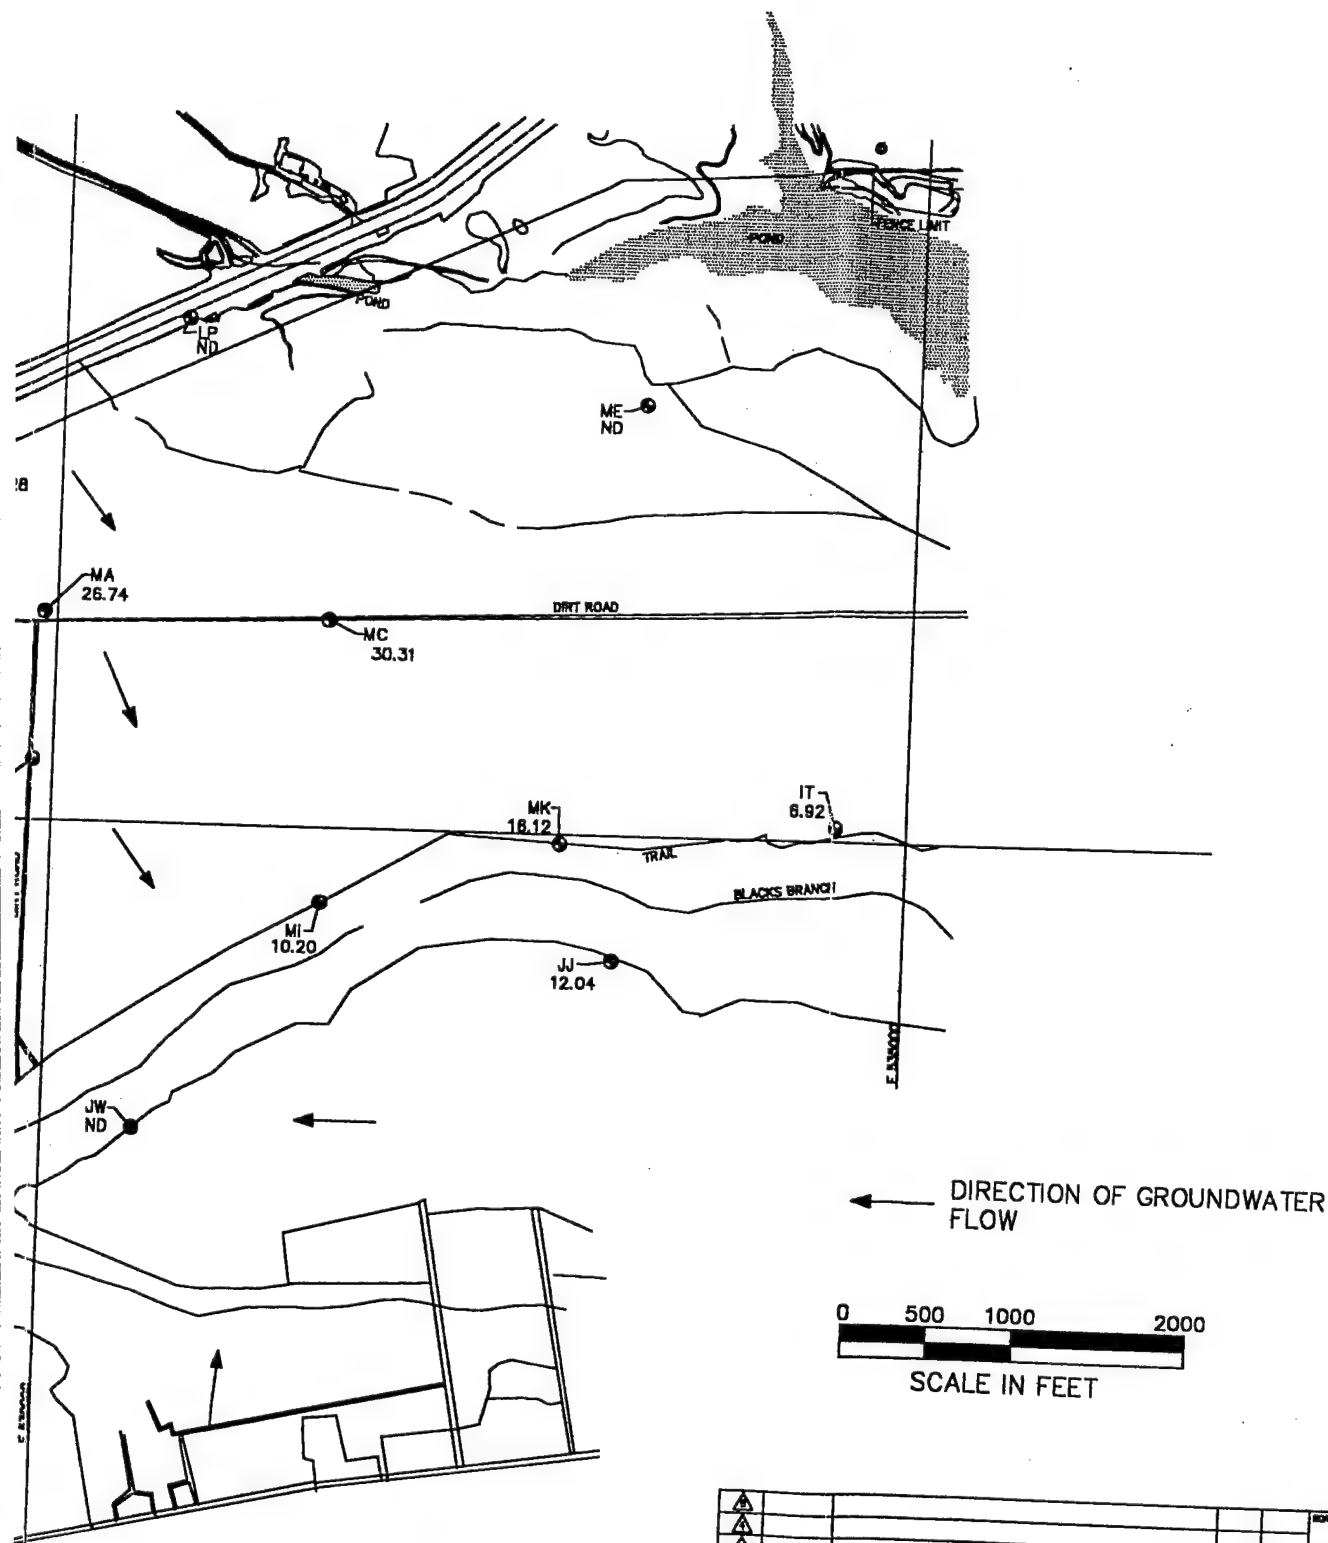 FENCE LIMIT
POND
POND
LP
ND
ME
ND
MA
26.74
DIRT ROAD
MC
30.31
IT
6.92
MK
16.12
TRAIL
BLACKS BRANCH
MI
10.20
JJ
12.04
JW
ND
DIRECTION OF GROUNDWATER
FLOW
0 500 1000 2000
SCALE IN FEET